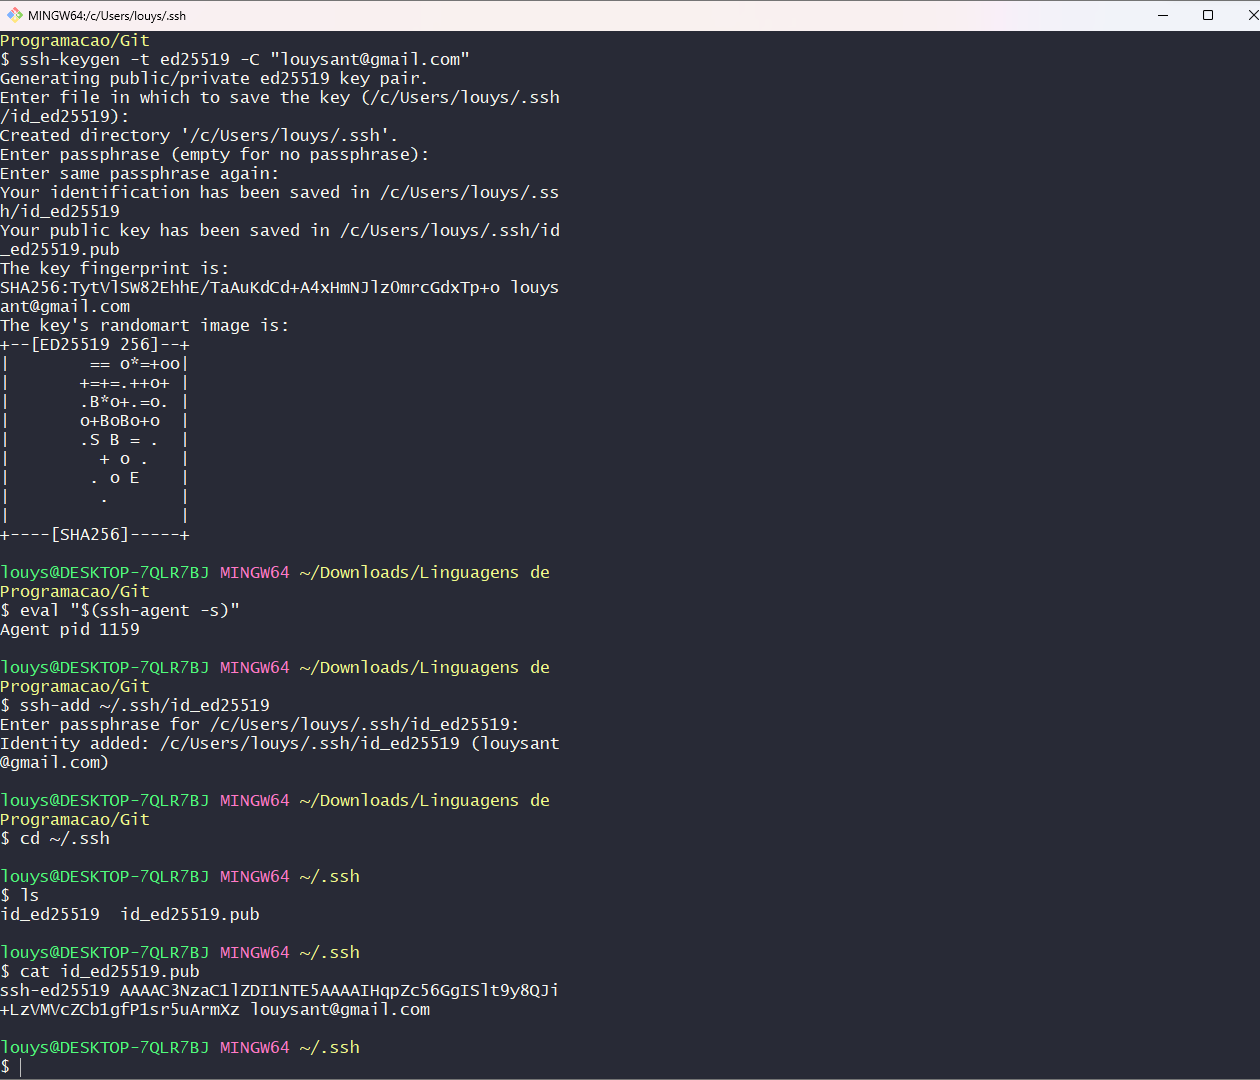 MINGW64:/c/Users/louys/.ssh
Programacao/Git
$ ssh-keygen -t ed25519 -C "louysant@gmail.com"
Generating public/private ed25519 key pair.
Enter file in which to save the key (/c/Users/louys/.ssh
/id_ed25519):
Created directory '/c/Users/louys/.ssh'.
Enter passphrase (empty for no passphrase):
Enter same passphrase again:
Your identification has been saved in /c/Users/louys/.ss
h/id_ed25519
Your public key has been saved in /c/Users/louys/.ssh/id
_ed25519.pub
The key fingerprint is:
SHA256:TytVlSW82EhhE/TaAuKdCd+A4xHmNJlzOmrcGdxTp+o louys
ant@gmail.com
The key's randomart image is:
+--[ED25519 256]--+
|        == o*=+oo|
|       +=+=.++o+ |
|       .B*o+.=o. |
|       o+BoBo+o  |
|       .S B = .  |
|         + o .   |
|        . o E    |
|         .       |
|                 |
+----[SHA256]-----+
louys@DESKTOP-7QLR7BJ MINGW64 ~/Downloads/Linguagens de
Programacao/Git
$ eval "$(ssh-agent -s)"
Agent pid 1159
louys@DESKTOP-7QLR7BJ MINGW64 ~/Downloads/Linguagens de
Programacao/Git
$ ssh-add ~/.ssh/id_ed25519
Enter passphrase for /c/Users/louys/.ssh/id_ed25519:
Identity added: /c/Users/louys/.ssh/id_ed25519 (louysant
@gmail.com)
louys@DESKTOP-7QLR7BJ MINGW64 ~/Downloads/Linguagens de
Programacao/Git
$ cd ~/.ssh
louys@DESKTOP-7QLR7BJ MINGW64 ~/.ssh
$ ls
id_ed25519  id_ed25519.pub
louys@DESKTOP-7QLR7BJ MINGW64 ~/.ssh
$ cat id_ed25519.pub
ssh-ed25519 AAAAC3NzaC1lZDI1NTE5AAAAIHqpZc56GgISlt9y8QJi
+LzVMVcZCb1gfP1sr5uArmXz louysant@gmail.com
louys@DESKTOP-7QLR7BJ MINGW64 ~/.ssh
$